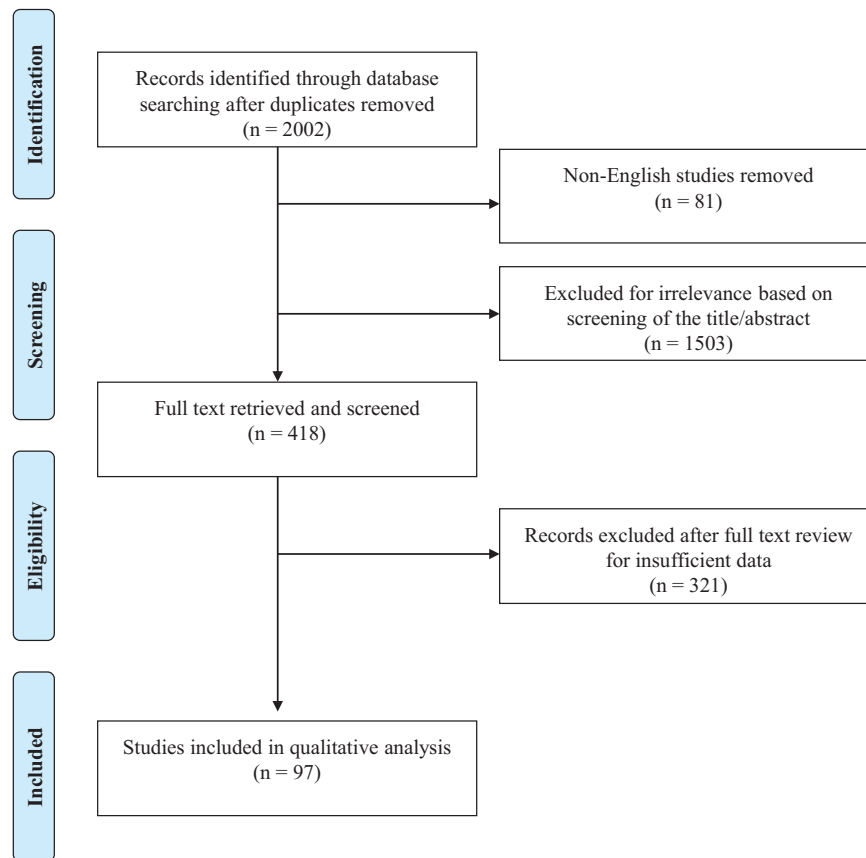 Identification
Records identified through database
searching after duplicates removed
(n = 2002)
Non-English studies removed
(n = 81)
Screening
Excluded for irrelevance based on
screening of the title/abstract
(n = 1503)
Full text retrieved and screened
(n = 418)
Eligibility
Records excluded after full text review
for insufficient data
(n = 321)
Included
Studies included in qualitative analysis
(n = 97)